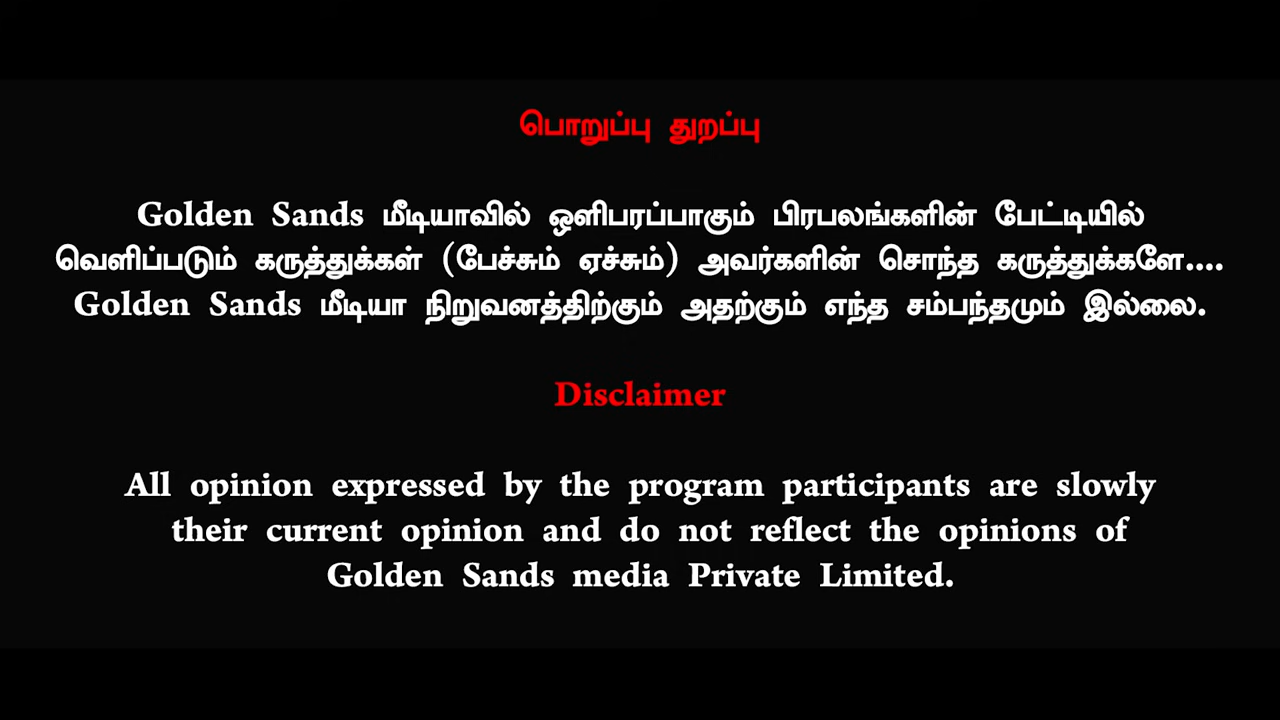 பொறுப்பு துறப்பு
Golden Sands மீடியாவில் ஒளிபரப்பாகும் பிரபலங்களின் பேட்டியில்
வெளிப்படும் கருத்துக்கள் (பேச்சும் ஏச்சும்) அவர்களின் சொந்த கருத்துக்களே....
Golden Sands மீடியா நிறுவனத்திற்கும் அதற்கும் எந்த சம்பந்தமும் இல்லை.
Disclaimer
All opinion expressed by the program participants are slowly
their current opinion and do not reflect the opinions of
Golden Sands media Private Limited.